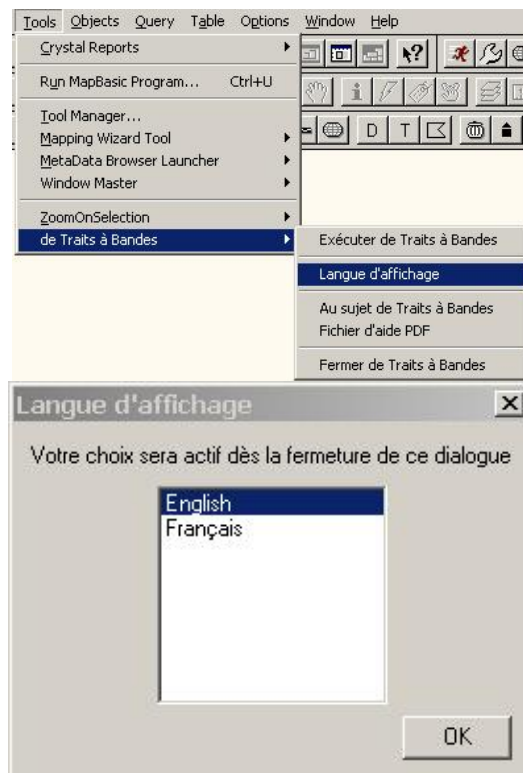 Tools Objects Query Table Options Window Help
Crystal Reports
Run MapBasic Program... Ctrl+U
Tool Manager...
Mapping Wizard Tool
MetaData Browser Launcher
Window Master
ZoomOnSelection
de Traits à Bandes
D T
Exécuter de Traits à Bandes
Langue d'affichage
Au sujet de Traits à Bandes
Fichier d'aide PDF
Fermer de Traits à Bandes
Langue d'affichage
Votre choix sera actif dès la fermeture de ce dialogue
English
Français
OK